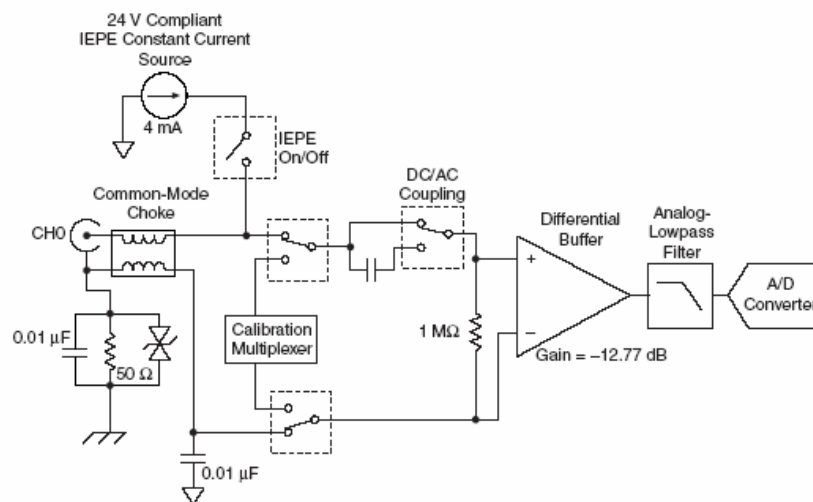 24 V Compliant
IEPE Constant Current
Source
4 mA
IEPE
On/Off
DC/AC
Coupling
Common-Mode
Choke
CH0
Differential
Buffer
Analog-
Lowpass
Filter
A/D
Converter
+
−
Calibration
Multiplexer
1 MΩ
Gain = −12.77 dB
0.01 µF
50 Ω
0.01 µF